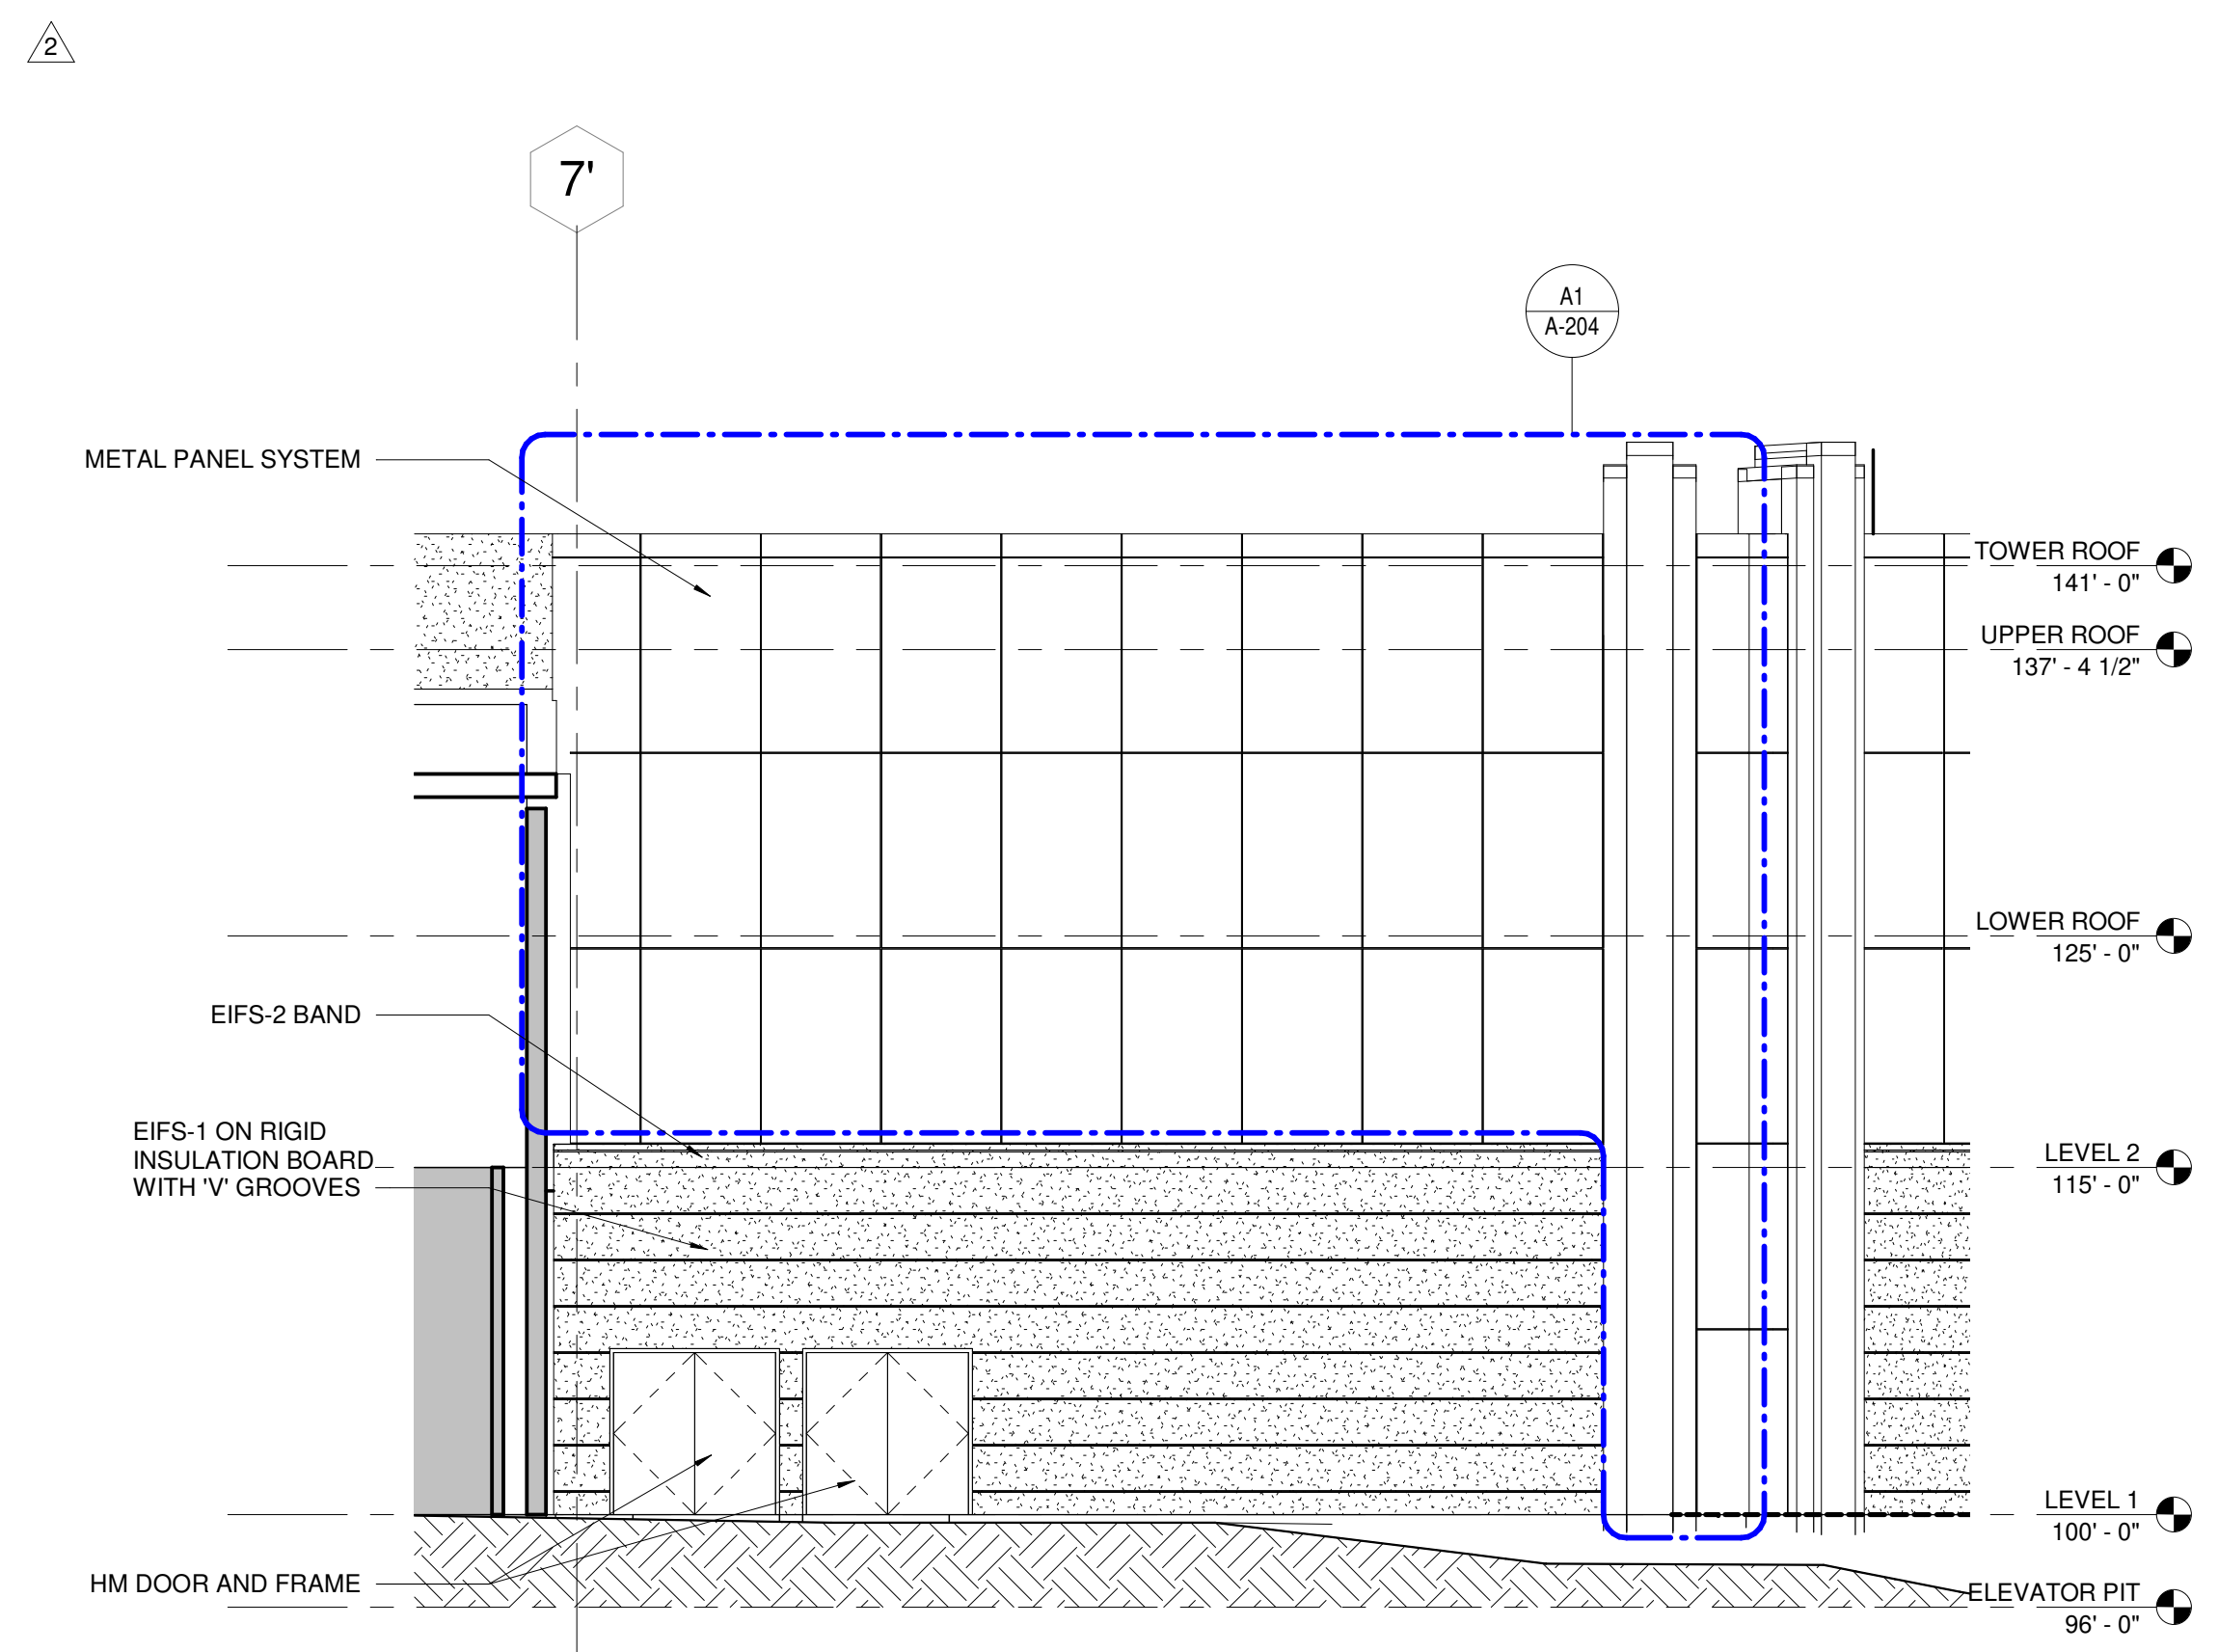 2
7'
A1
A-204
METAL PANEL SYSTEM
TOWER ROOF
141' - 0"
UPPER ROOF
137' - 4 1/2"
LOWER ROOF
125' - 0"
EIFS-2 BAND
EIFS-1 ON RIGID
INSULATION BOARD
WITH 'V' GROOVES
LEVEL 2
115' - 0"
LEVEL 1
100' - 0"
HM DOOR AND FRAME
ELEVATOR PIT
96' - 0"